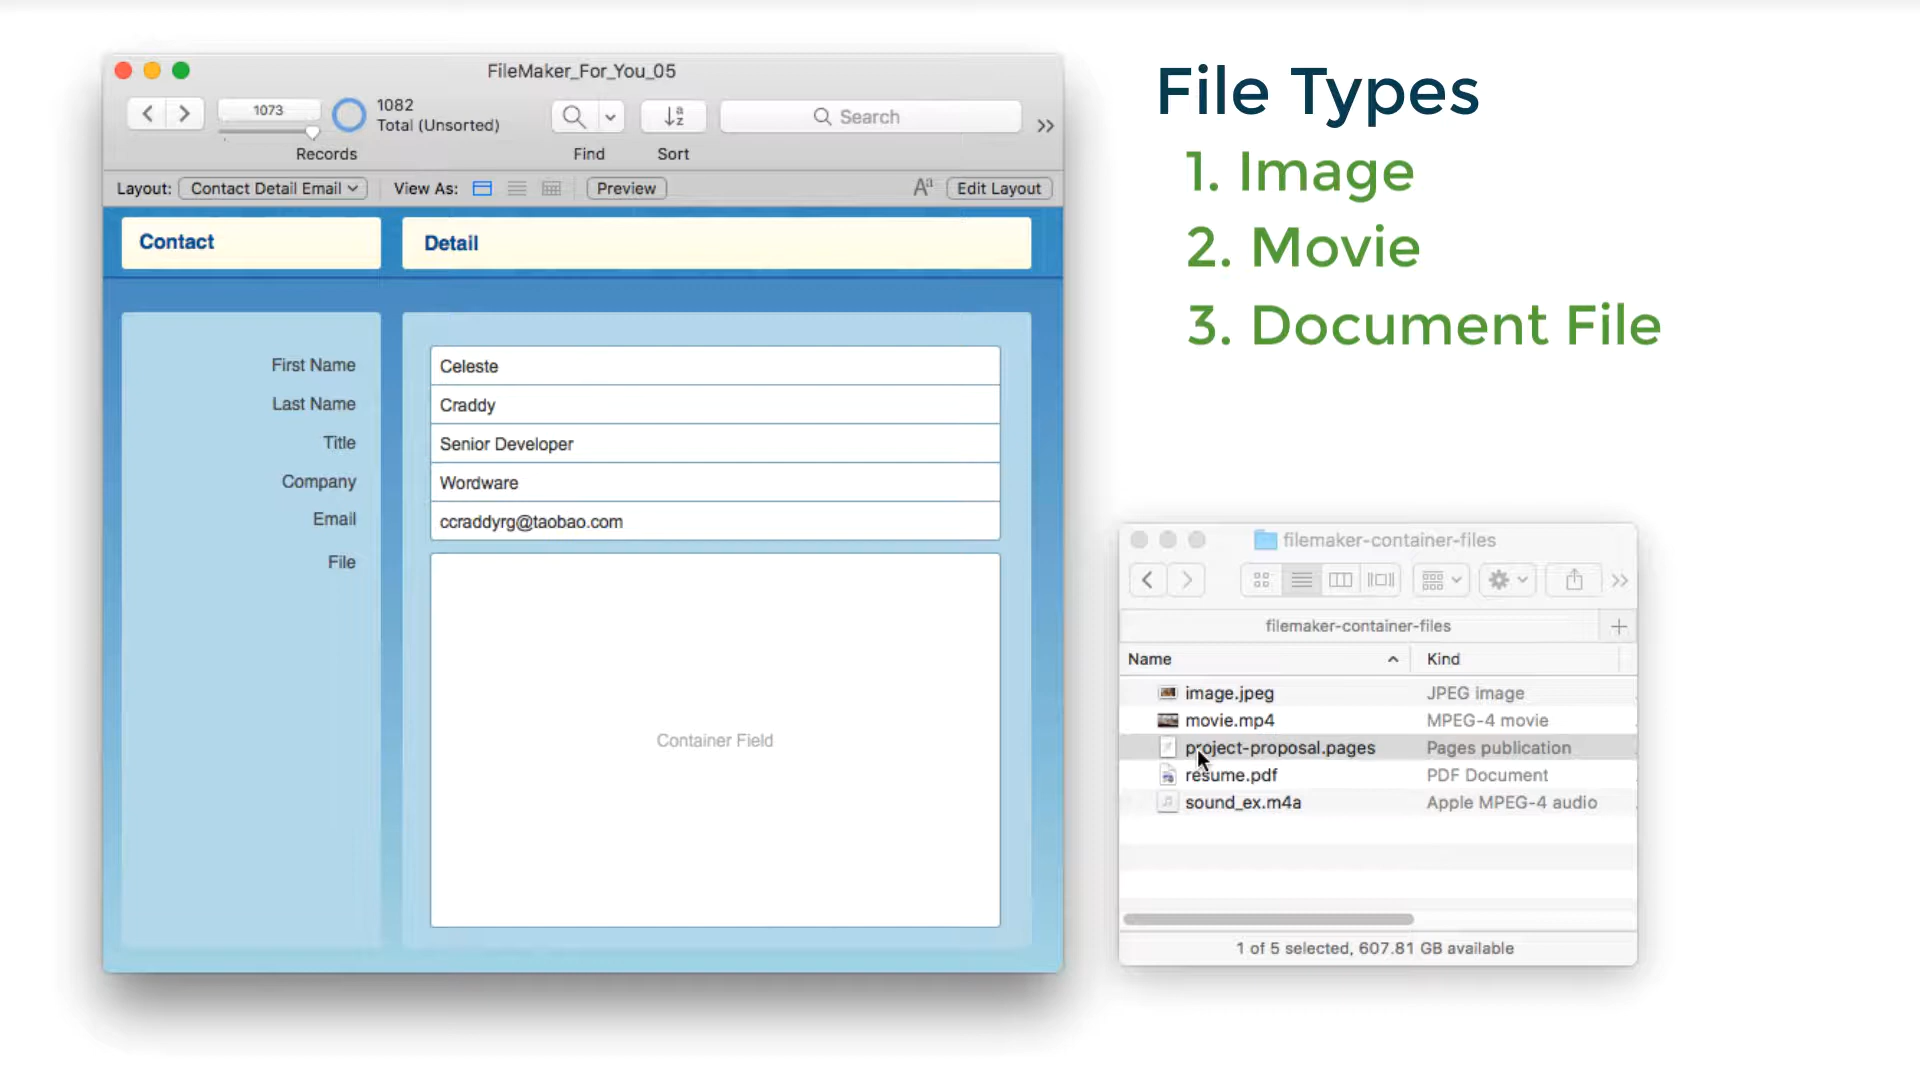 FileMaker_For_You_05
1073
1082
Total (Unsorted)
Records
Find
Sort
Search
Layout: Contact Detail Email
View As:
Preview
Aa
Edit Layout
Contact
Detail
First Name
Celeste
Last Name
Craddy
Title
Senior Developer
Company
Wordware
Email
ccraddyrg@taobao.com
File
Container Field
File Types
1. Image
2. Movie
3. Document File
filemaker-container-files
filemaker-container-files
Name Kind
image.jpeg JPEG image
movie.mp4 MPEG-4 movie
project-proposal.pages Pages publication
resume.pdf PDF Document
sound_ex.m4a Apple MPEG-4 audio
1 of 5 selected, 607.81 GB available